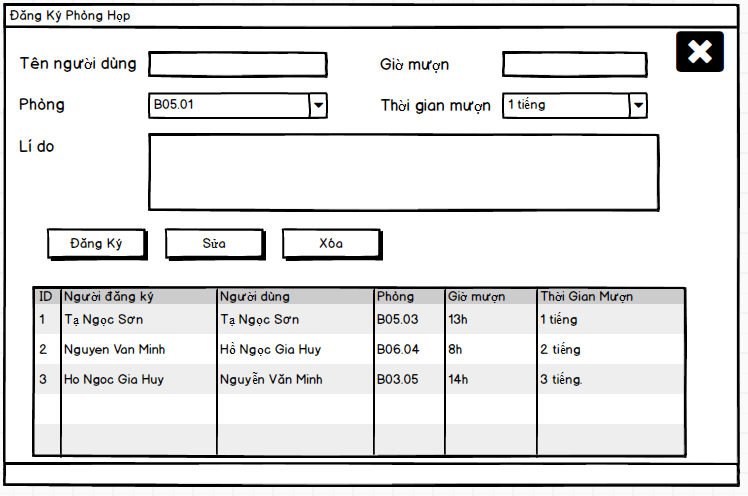 Đăng Ký Phòng Họp
Tên người dùng
Giờ mượn
Phòng B05.01
Thời gian mượn 1 tiếng
Lí do
Đăng Ký Sửa Xóa
ID Người đăng ký Người dùng Phòng Giờ mượn Thời Gian Mượn
1 Tạ Ngọc Sơn Tạ Ngọc Sơn B05.03 13h 1 tiếng
2 Nguyen Van Minh Hồ Ngọc Gia Huy B06.04 8h 2 tiếng
3 Ho Ngoc Gia Huy Nguyễn Văn Minh B03.05 14h 3 tiếng.